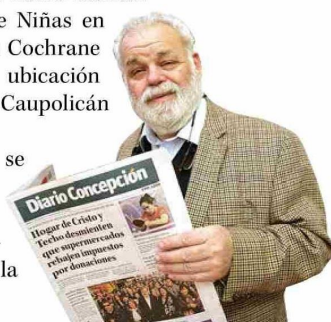 e Niñas en
Cochrane
ubicación
Caupolicán
se
la
Diario Concepción
Hogar de Cristo y
Techo desmienten
que supermercados
rebajen impuestos
por donaciones